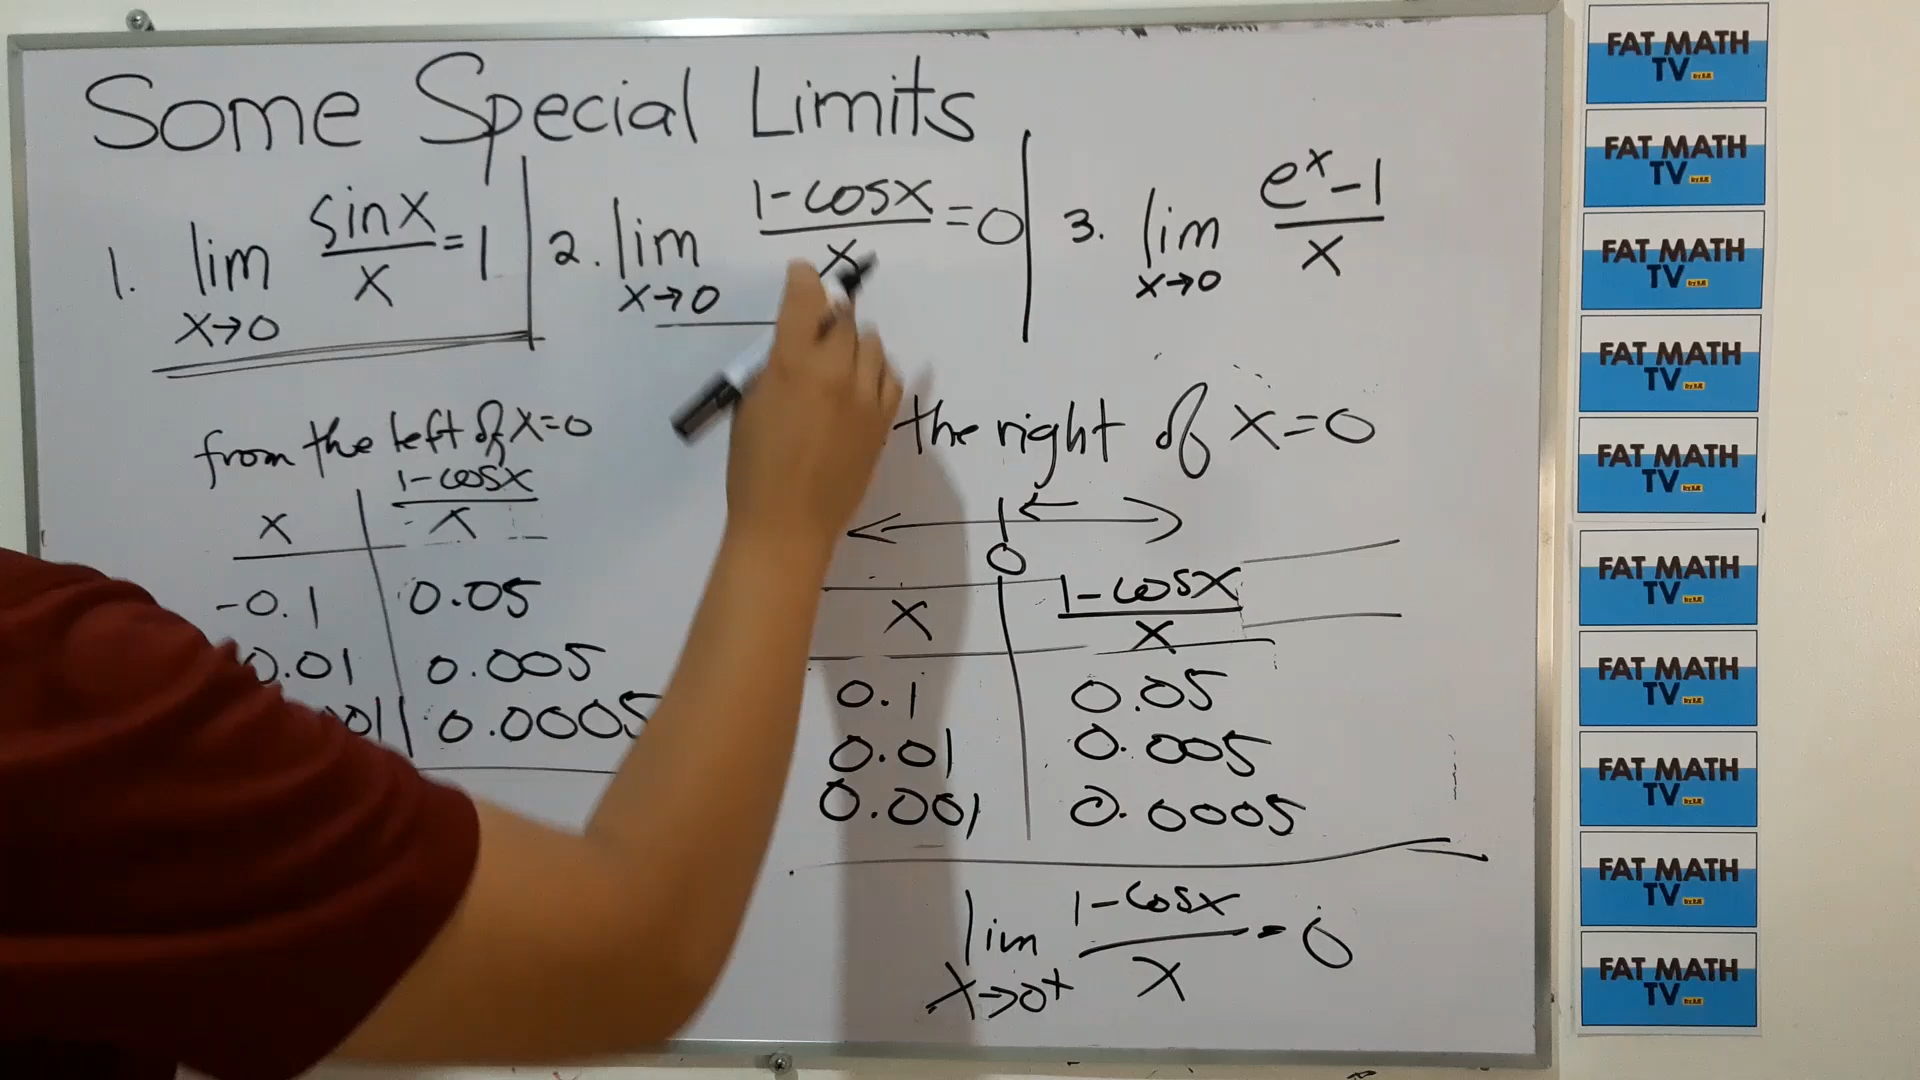 Some Special Limits
1. lim x→0 sinx/x = 1
2. lim x→0 1-cosx/x = 0
3. lim x→0 e^x-1/x
from the left of x=0
x | 1-cosx/x
-0.1 | 0.05
0.01 | 0.005
001 | 0.0005
the right of x=0
0
x | 1-cosx/x
0.1 | 0.05
0.01 | 0.005
0.001 | 0.0005
lim x→0+ 1-cosx/x = 0
FAT MATH
TV
FAT MATH
TV
FAT MATH
TV
FAT MATH
TV
FAT MATH
TV
FAT MATH
TV
FAT MATH
TV
FAT MATH
TV
FAT MATH
TV
FAT MATH
TV